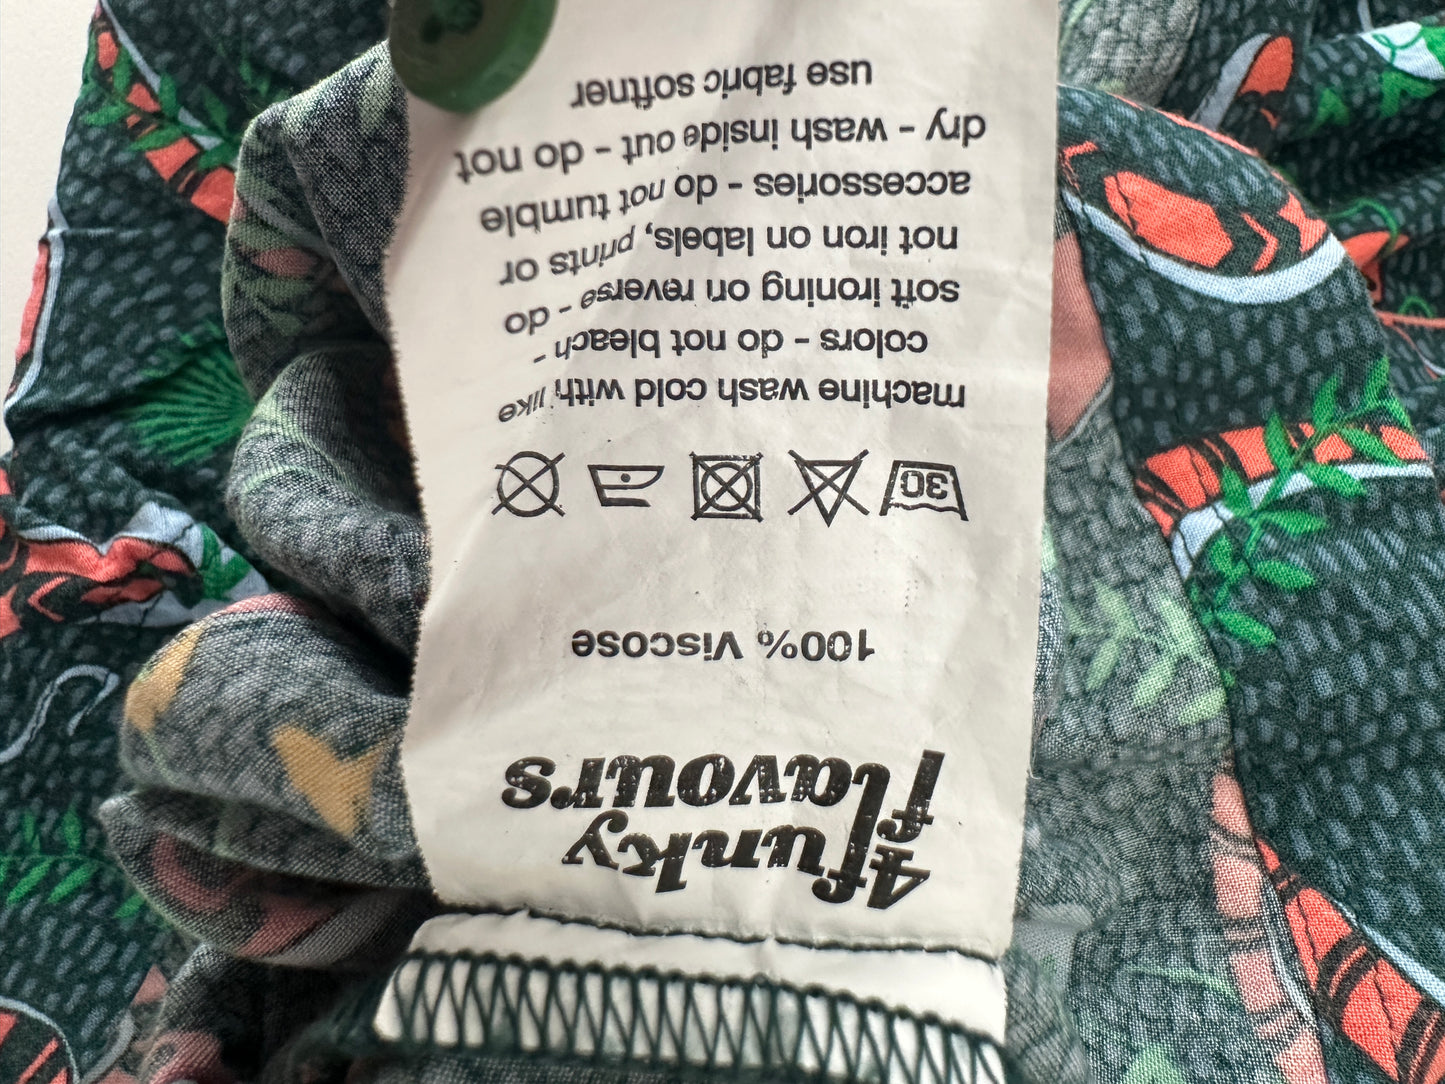 4funky
flavours
100% Viscose
30
machine wash cold with like
colors - do not bleach -
soft ironing on reverse - do
not iron on labels, prints or
accessories - do not tumble
dry - wash inside out - do not
use fabric softner